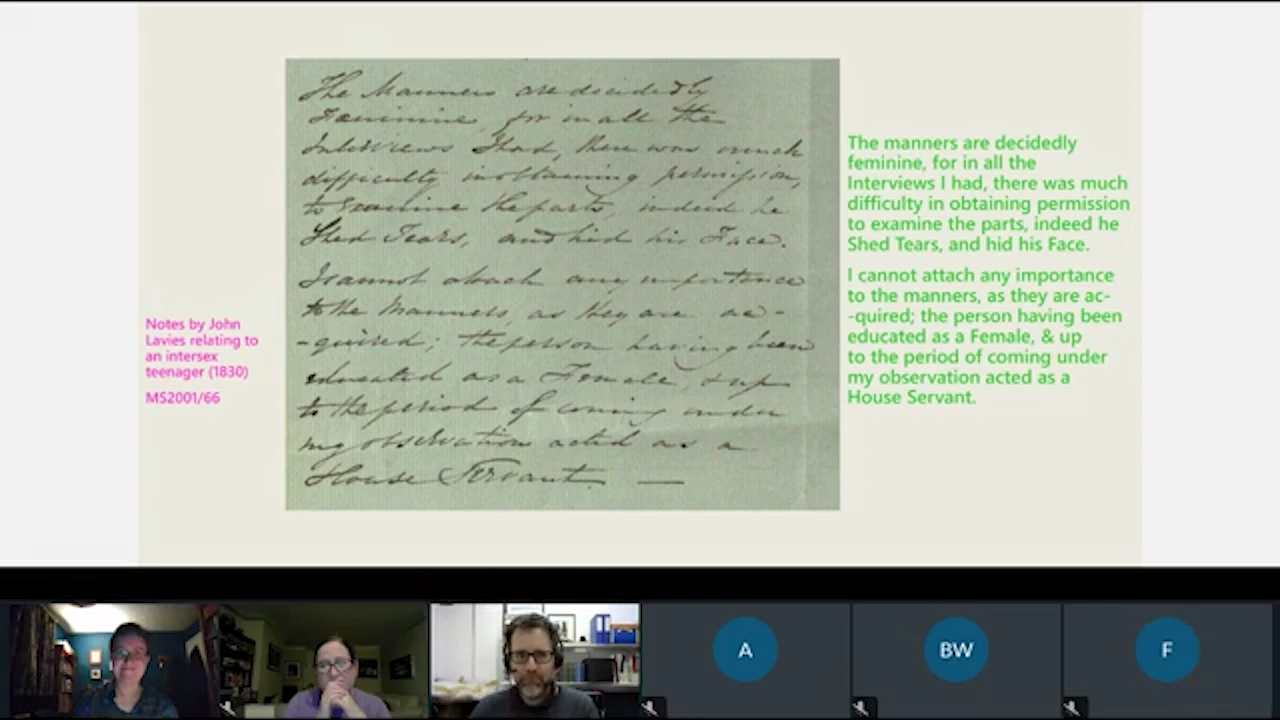 The Manners are decidedly
Feminine, for in all the
Interviews I had, there was much
difficulty in obtaining permission,
to Examine the parts, indeed he
Shed Tears, and hid his Face.
I cannot attach any importance
to the Manners, as they are ac-
-quired; the person having been
educated as a Female, & up
to the period of coming under
my observation acted as a
House Servant. —
The manners are decidedly
feminine, for in all the
Interviews I had, there was much
difficulty in obtaining permission
to examine the parts, indeed he
Shed Tears, and hid his Face.
I cannot attach any importance
to the manners, as they are ac-
-quired; the person having been
educated as a Female, & up
to the period of coming under
my observation acted as a
House Servant.
Notes by John
Lavies relating to
an intersex
teenager (1830)
MS2001/66
A
BW
F